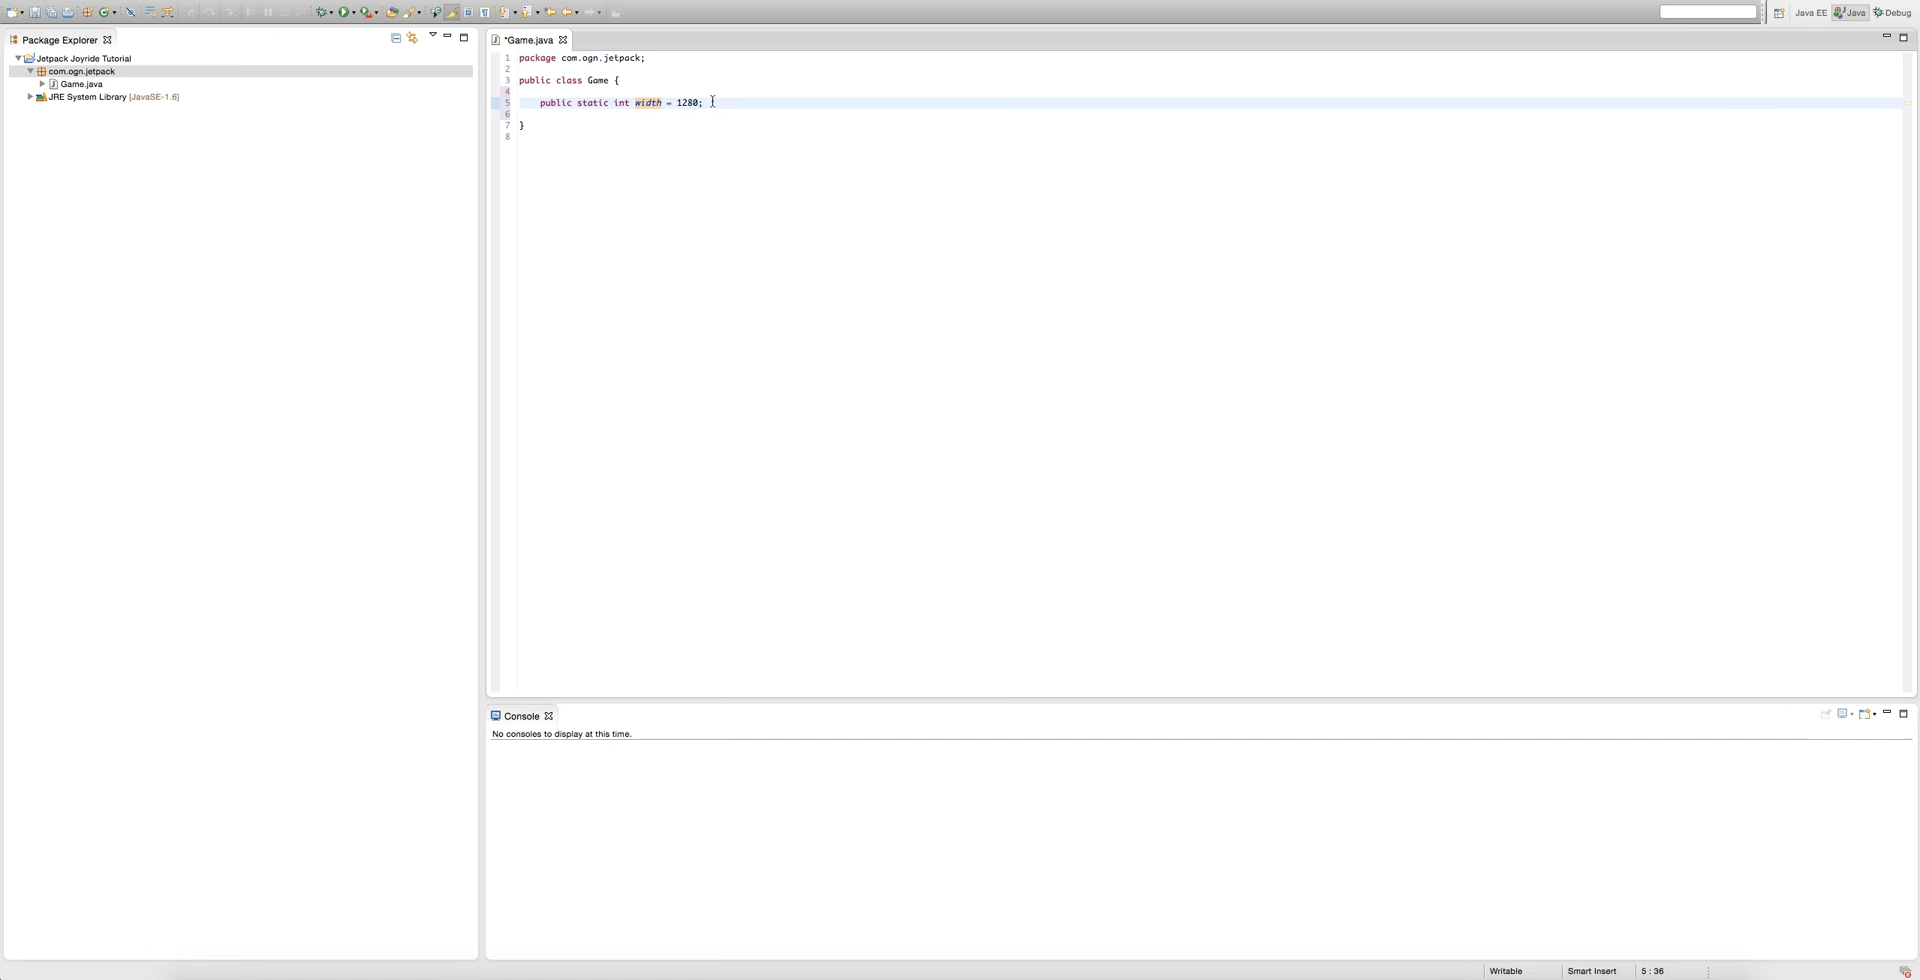 Java EE
Java
Debug
Package Explorer
Jetpack Joyride Tutorial
com.ogn.jetpack
Game.java
JRE System Library [JavaSE-1.6]
*Game.java
1 package com.ogn.jetpack;
2
3 public class Game {
4
5 public static int width = 1280;
6
7 }
8
Console
No consoles to display at this time.
Writable
Smart Insert
5 : 36